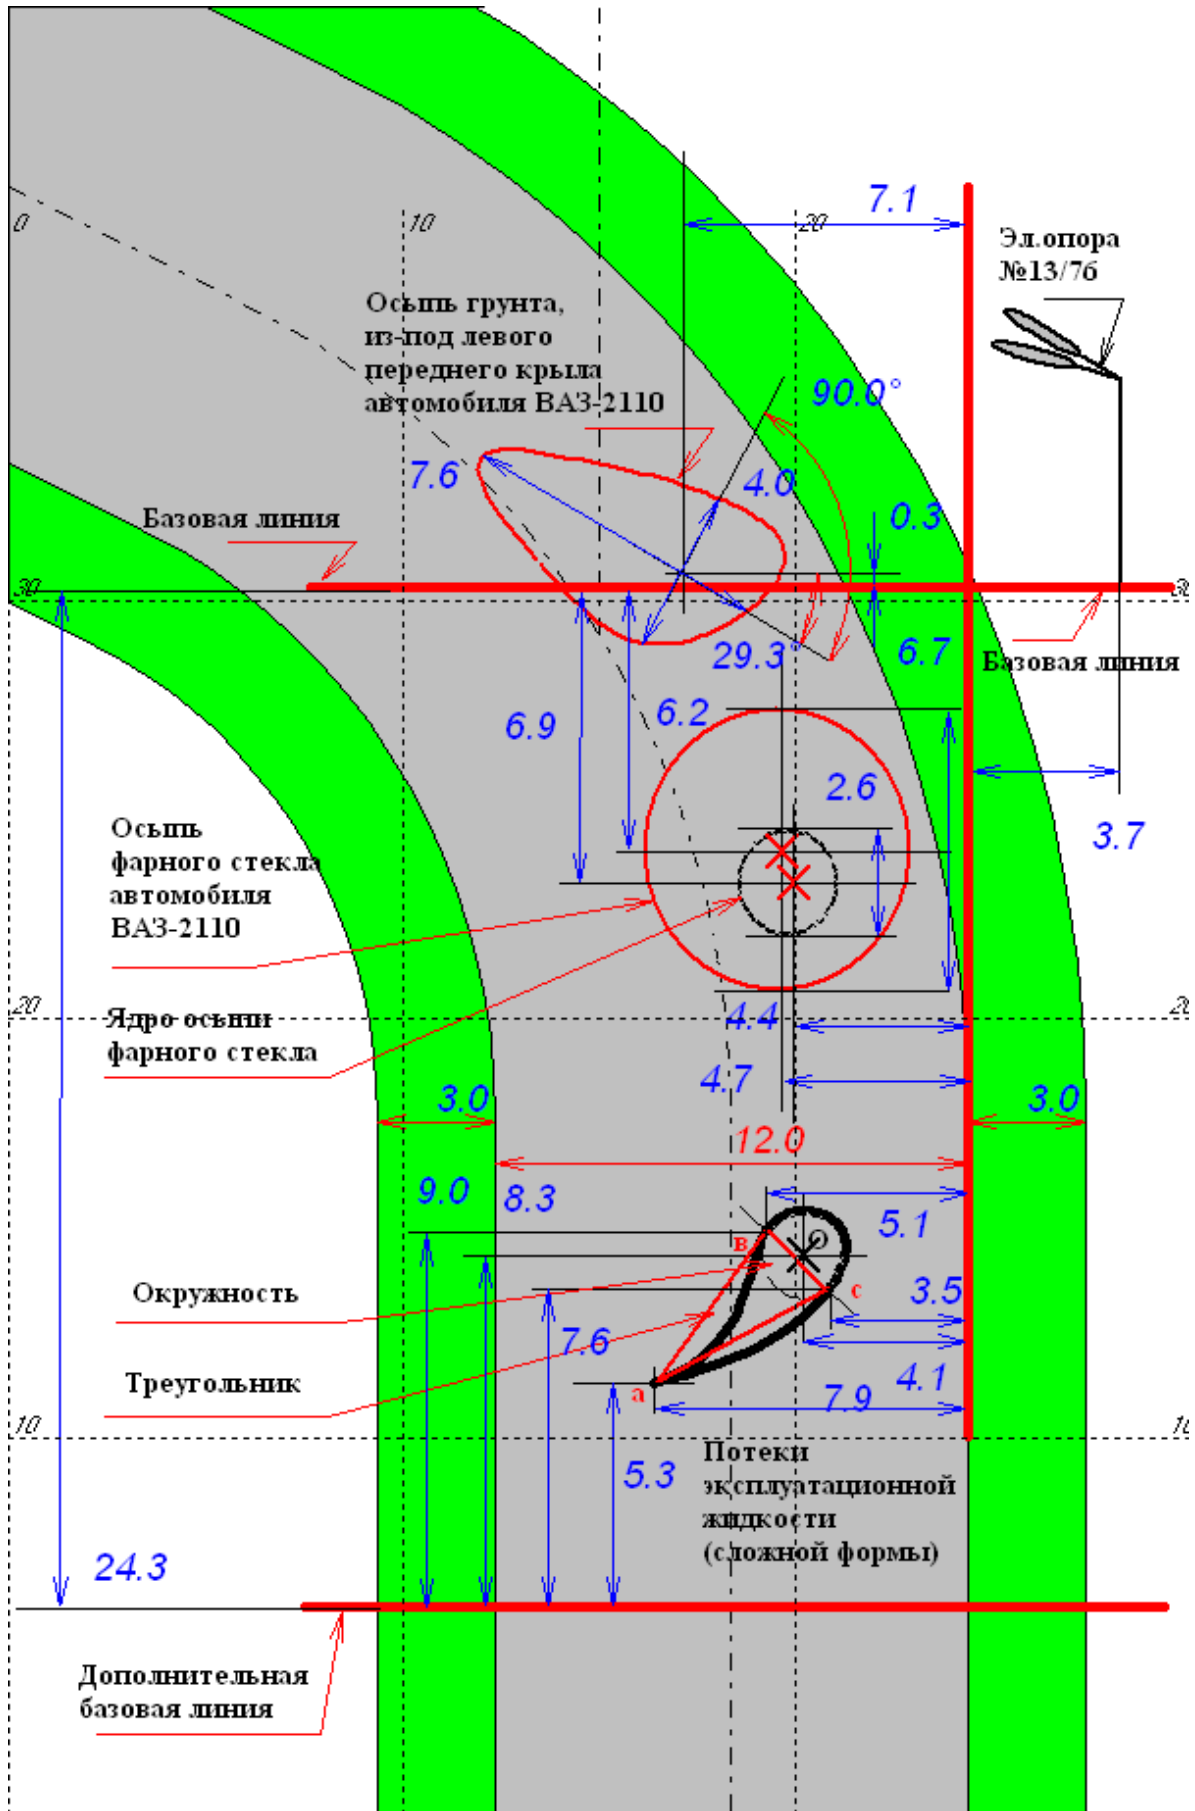 7.1
0
10
20
Эл.опора
№13/76
Осыпь грунта,
из-под левого
переднего крыла
автомобиля ВАЗ-2110
90.0°
7.6
4.0
0.3
Базовая линия
30
30
29.3°
6.7
Базовая линия
6.9
6.2
2.6
3.7
Осыпь
фарного стекла
автомобиля
ВАЗ-2110
20
20
Ядро осыпи
фарного стекла
4.4
4.7
3.0
3.0
12.0
9.0
8.3
5.1
в
О
Окружность
с
3.5
7.6
Треугольник
а
4.1
7.9
10
10
Потеки
эксплуатационной
жидкости
(сложной формы)
5.3
24.3
Дополнительная
базовая линия